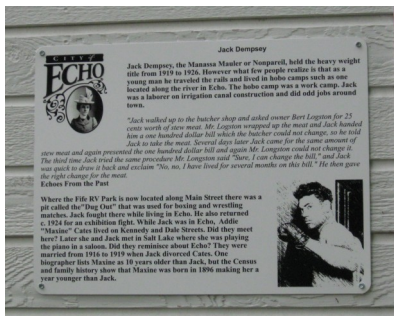 Jack Dempsey
CITY of
ECHO
Jack Dempsey, the Manassa Mauler or Nonpareil, held the heavy weight
title from 1919 to 1926. However what few people realize is that as a
young man he traveled the rails and lived in hobo camps such as one
located along the river in Echo. The hobo camp was a work camp. Jack
was a laborer on irrigation canal construction and did odd jobs around
town.
"Jack walked up to the butcher shop and asked owner Bert Logston for 25
cents worth of stew meat. Mr. Logston wrapped up the meat and Jack handed
him a one hundred dollar bill which the butcher could not change, so he told
Jack to take the meat. Several days later Jack came for the same amount of
stew meat and again presented the one hundred dollar bill and again Mr. Longston could not change it.
The third time Jack tried the same procedure Mr. Longston said "Sure, I can change the bill," and Jack
was quick to draw it back and exclaim "No, no, I have lived for several months on this bill." He then gave
the right change for the meat.
Echoes From the Past
Where the Fife RV Park is now located along Main Street there was a
pit called the"Dug Out" that was used for boxing and wrestling
matches. Jack fought there while living in Echo. He also returned
c. 1924 for an exhibition fight. While Jack was in Echo, Addie
"Maxine" Cates lived on Kennedy and Dale Streets. Did they meet
here? Later she and Jack met in Salt Lake where she was playing
the piano in a saloon. Did they reminisce about Echo? They were
married from 1916 to 1919 when Jack divorced Cates. One
biographer lists Maxine as 10 years older than Jack, but the Census
and family history show that Maxine was born in 1896 making her a
year younger than Jack.